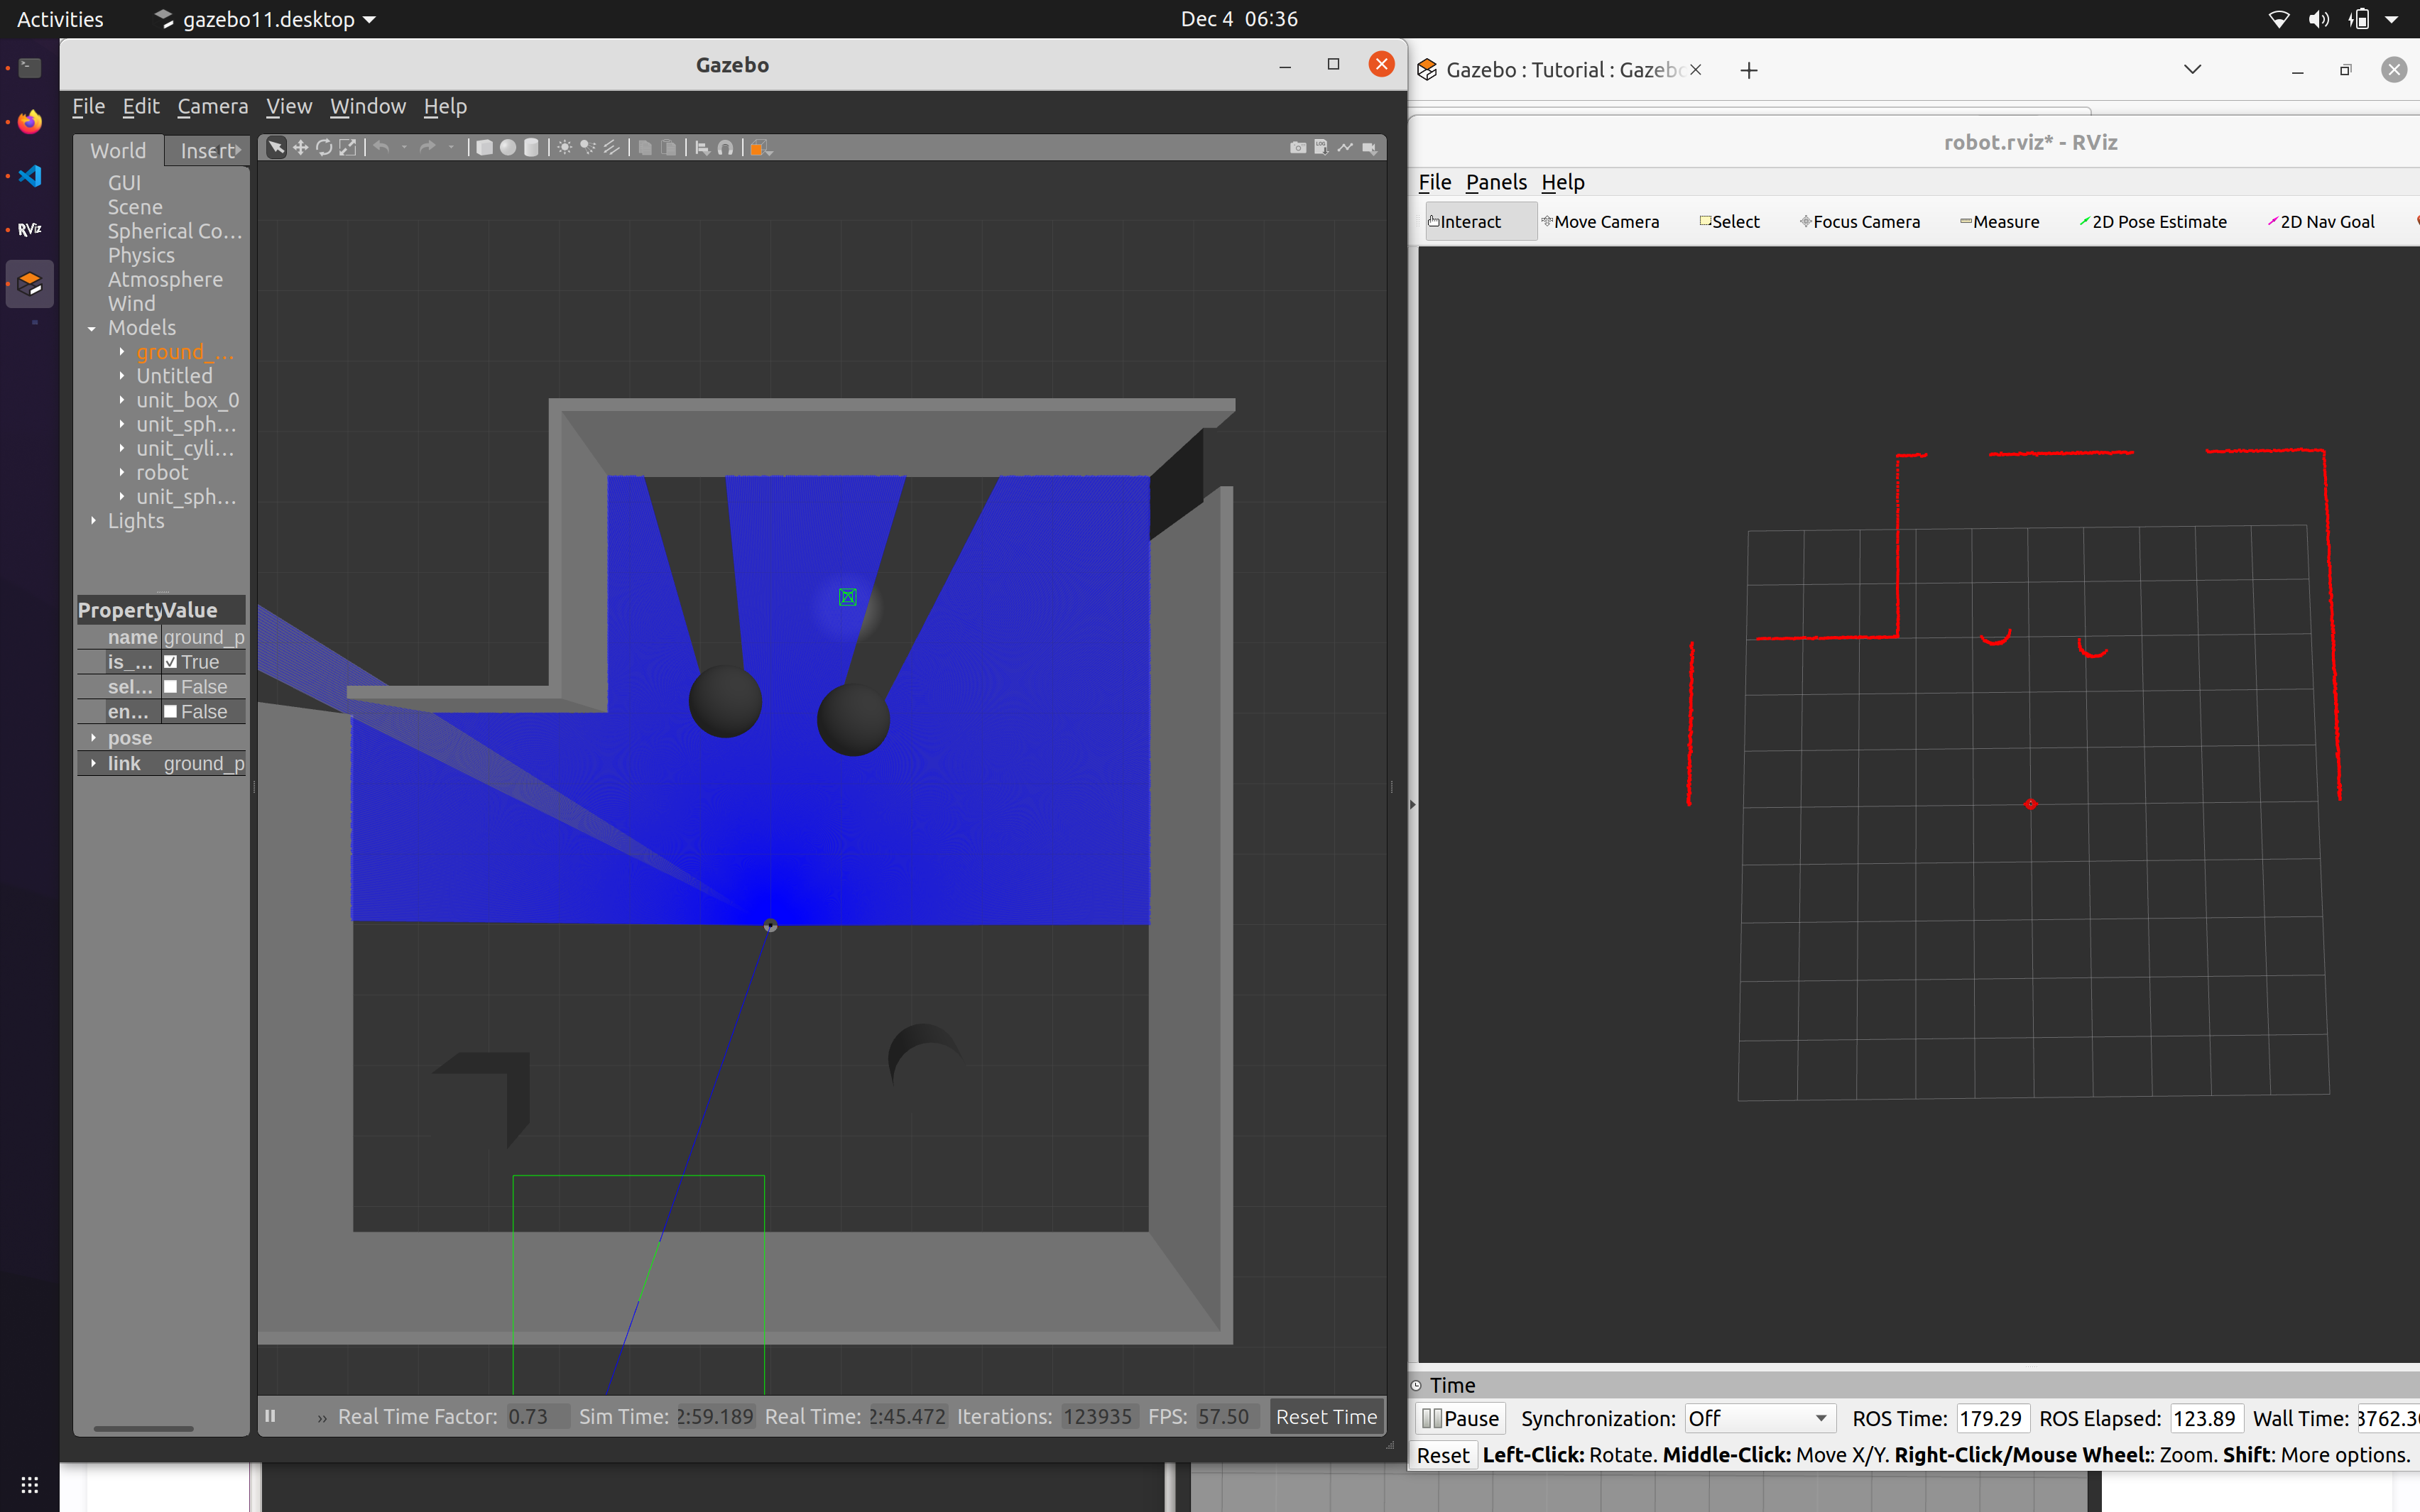 Activities gazebo11.desktop Dec 4 06:36
Gazebo
File Edit Camera View Window Help
World Insert
GUI
Scene
Spherical Co...
Physics
Atmosphere
Wind
Models
ground_...
Untitled
unit_box_0
unit_sph...
unit_cyli...
robot
unit_sph...
Lights
Property Value
name ground_p
is_... True
sel... False
en... False
pose
link ground_p
Real Time Factor: 0.73 Sim Time: 2:59.189 Real Time: 2:45.472 Iterations: 123935 FPS: 57.50 Reset Time
Gazebo : Tutorial : Gazebo
robot.rviz* - RViz
File Panels Help
Interact Move Camera Select Focus Camera Measure 2D Pose Estimate 2D Nav Goal
Time
Pause Synchronization: Off ROS Time: 179.29 ROS Elapsed: 123.89 Wall Time:
Reset Left-Click: Rotate. Middle-Click: Move X/Y. Right-Click/Mouse Wheel:: Zoom. Shift: More options.
RViz
LOG